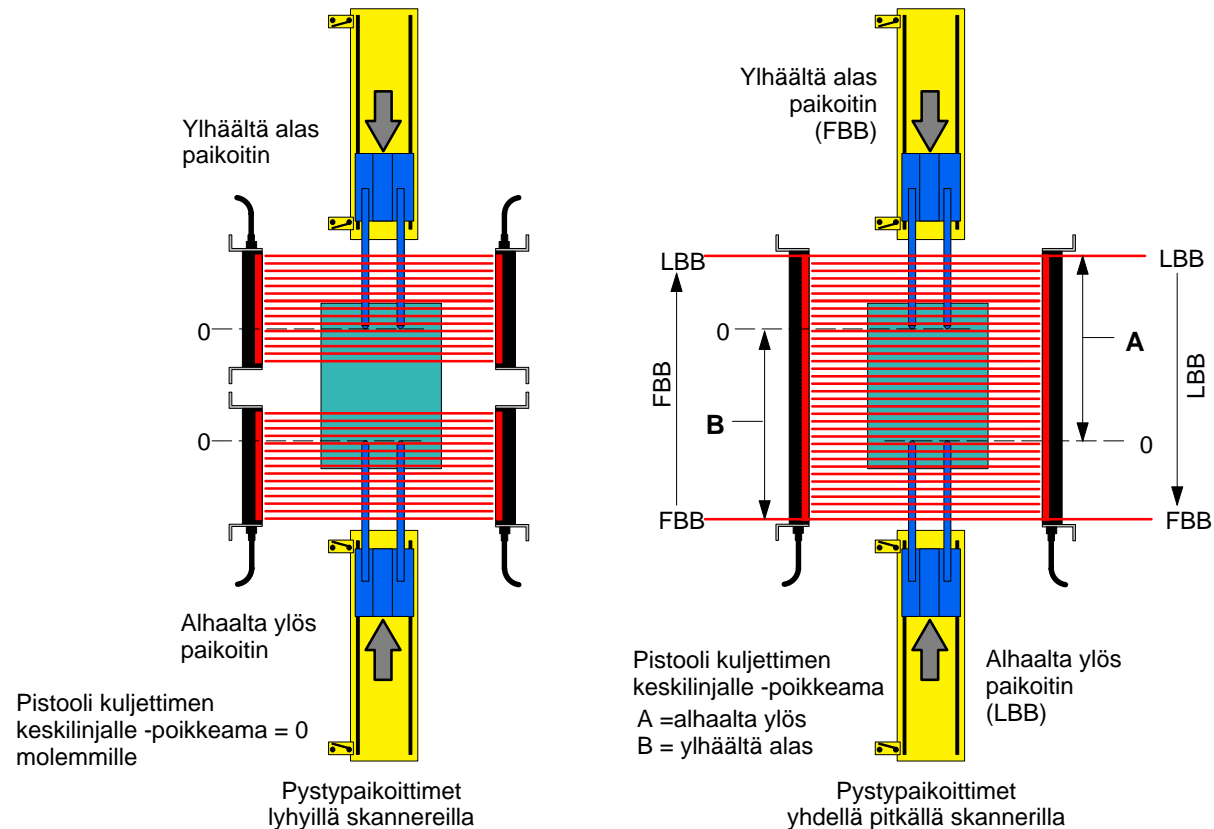 Ylhäältä alas
paikoitin
0
0
Alhaalta ylös
paikoitin
Pistooli kuljettimen
keskilinjalle -poikkeama = 0
molemmille
Pystypaikoittimet
lyhyillä skannereilla
Ylhäältä alas
paikoitin
(FBB)
LBB
LBB
0
A
FBB
LBB
B
0
FBB
FBB
Pistooli kuljettimen
keskilinjalle -poikkeama
A =alhaalta ylös
B = ylhäältä alas
Alhaalta ylös
paikoitin
(LBB)
Pystypaikoittimet
yhdellä pitkällä skannerilla